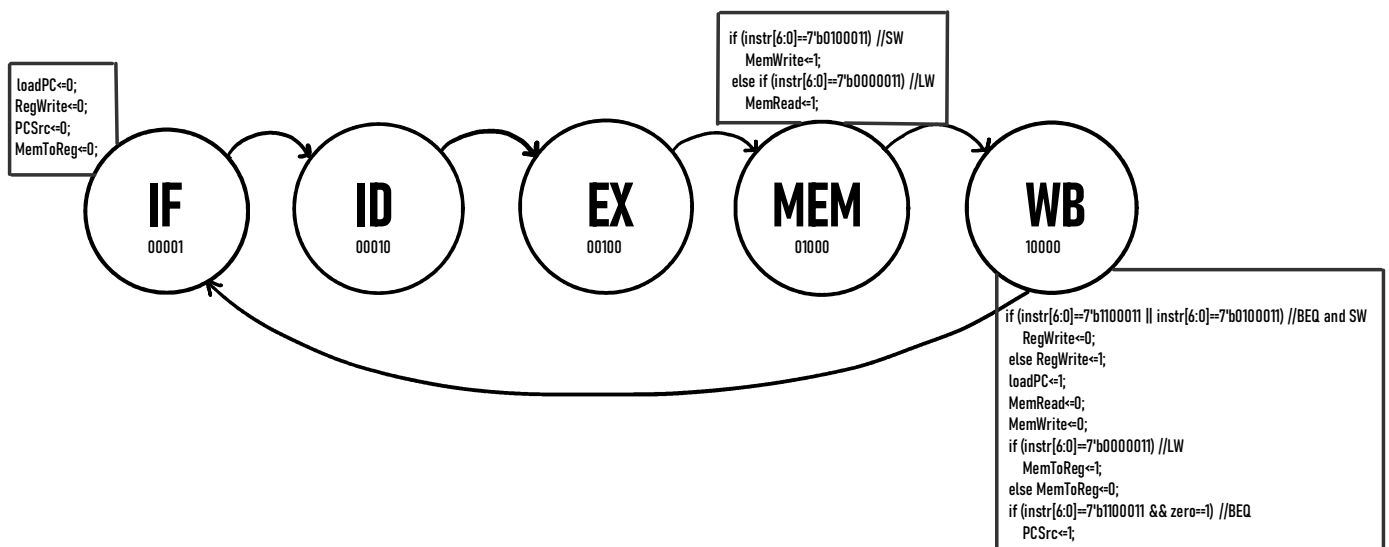 if (instr[6:0]==7'b0100011) //SW
MemWrite<=1;
else if (instr[6:0]==7'b0000011) //LW
MemRead<=1;
loadPC<=0;
RegWrite<=0;
PCSrc<=0;
MemToReg<=0;
IF
00001
ID
00010
EX
00100
MEM
01000
WB
10000
if (instr[6:0]==7'b1100011 || instr[6:0]==7'b0100011) //BEQ and SW
RegWrite<=0;
else RegWrite<=1;
loadPC<=1;
MemRead<=0;
MemWrite<=0;
if (instr[6:0]==7'b0000011) //LW
MemToReg<=1;
else MemToReg<=0;
if (instr[6:0]==7'b1100011 && zero==1) //BEQ
PCSrc<=1;